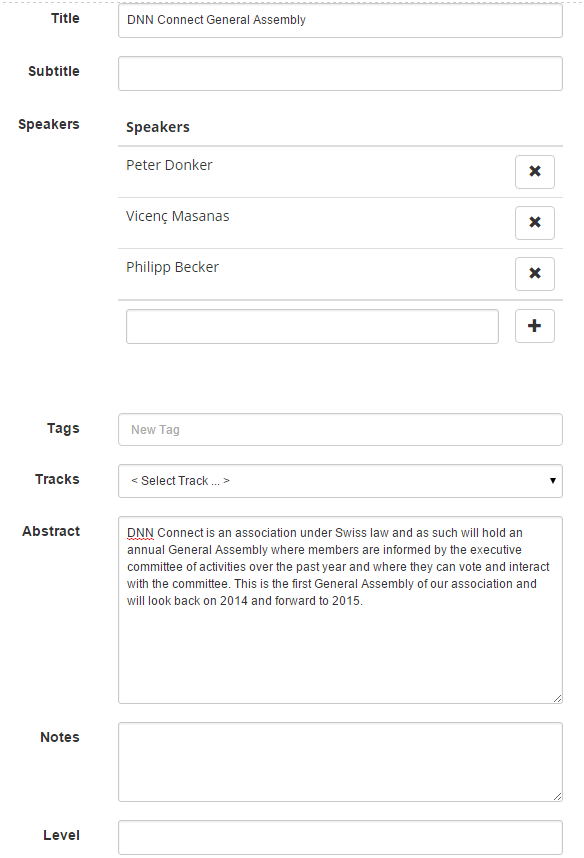 Title
DNN Connect General Assembly
Subtitle
Speakers
Speakers
Peter Donker
Vicenç Masanas
Philipp Becker
Tags
New Tag
Tracks
< Select Track ... >
Abstract
DNN Connect is an association under Swiss law and as such will hold an
annual General Assembly where members are informed by the executive
committee of activities over the past year and where they can vote and interact
with the committee. This is the first General Assembly of our association and
will look back on 2014 and forward to 2015.
Notes
Level